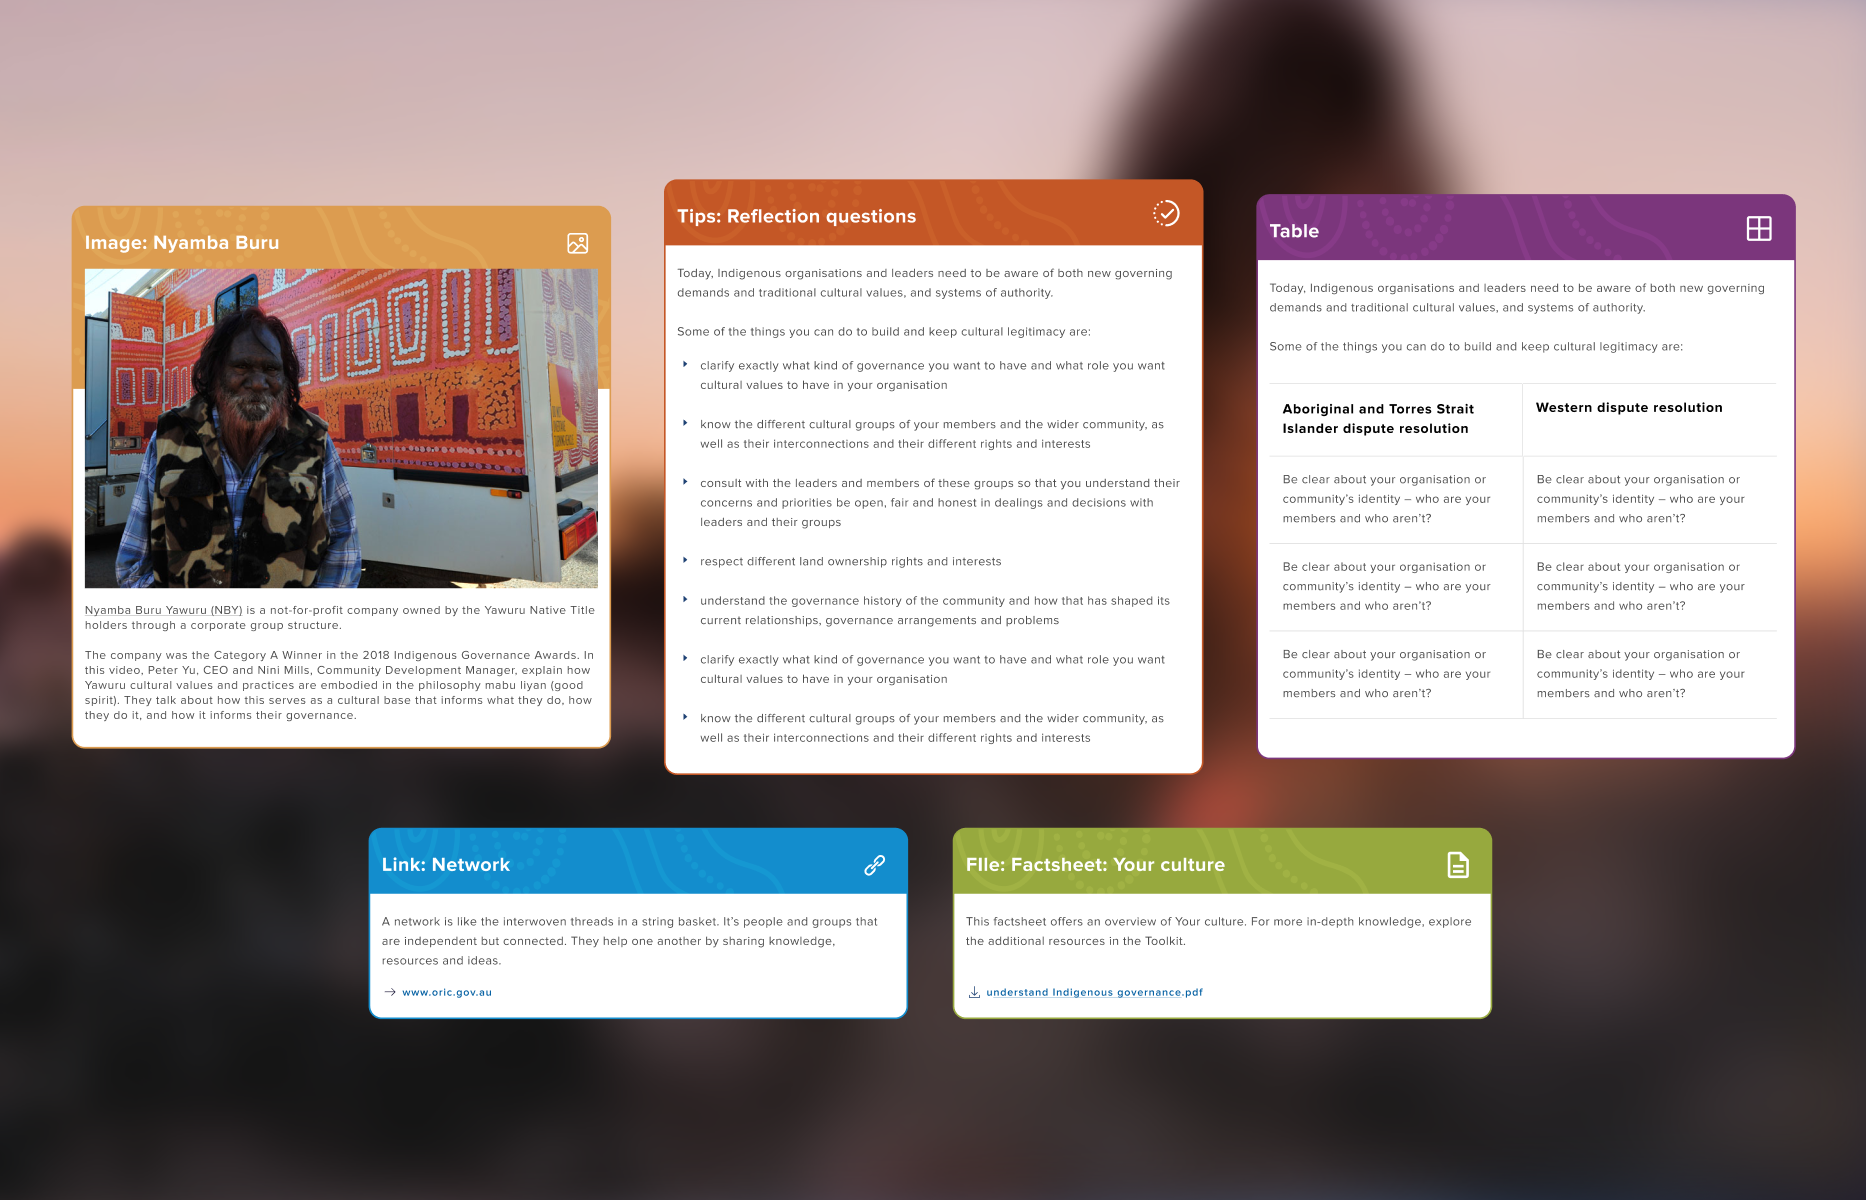 Image: Nyamba Buru
Nyamba Buru Yawuru (NBY) is a not-for-profit company owned by the Yawuru Native Title
holders through a corporate group structure.
The company was the Category A Winner in the 2018 Indigenous Governance Awards. In
this video, Peter Yu, CEO and Nini Mills, Community Development Manager, explain how
Yawuru cultural values and practices are embodied in the philosophy mabu liyan (good
spirit). They talk about how this serves as a cultural base that informs what they do, how
they do it, and how it informs their governance.
Tips: Reflection questions
Today, Indigenous organisations and leaders need to be aware of both new governing
demands and traditional cultural values, and systems of authority.
Some of the things you can do to build and keep cultural legitimacy are:
clarify exactly what kind of governance you want to have and what role you want
cultural values to have in your organisation
know the different cultural groups of your members and the wider community, as
well as their interconnections and their different rights and interests
consult with the leaders and members of these groups so that you understand their
concerns and priorities be open, fair and honest in dealings and decisions with
leaders and their groups
respect different land ownership rights and interests
understand the governance history of the community and how that has shaped its
current relationships, governance arrangements and problems
clarify exactly what kind of governance you want to have and what role you want
cultural values to have in your organisation
know the different cultural groups of your members and the wider community, as
well as their interconnections and their different rights and interests
Table
Today, Indigenous organisations and leaders need to be aware of both new governing
demands and traditional cultural values, and systems of authority.
Some of the things you can do to build and keep cultural legitimacy are:
Aboriginal and Torres Strait
Islander dispute resolution
Western dispute resolution
Be clear about your organisation or
community's identity – who are your
members and who aren't?
Be clear about your organisation or
community's identity – who are your
members and who aren't?
Be clear about your organisation or
community's identity – who are your
members and who aren't?
Be clear about your organisation or
community's identity – who are your
members and who aren't?
Be clear about your organisation or
community's identity – who are your
members and who aren't?
Be clear about your organisation or
community's identity – who are your
members and who aren't?
Link: Network
A network is like the interwoven threads in a string basket. It's people and groups that
are independent but connected. They help one another by sharing knowledge,
resources and ideas.
www.oric.gov.au
FIle: Factsheet: Your culture
This factsheet offers an overview of Your culture. For more in-depth knowledge, explore
the additional resources in the Toolkit.
understand Indigenous governance.pdf